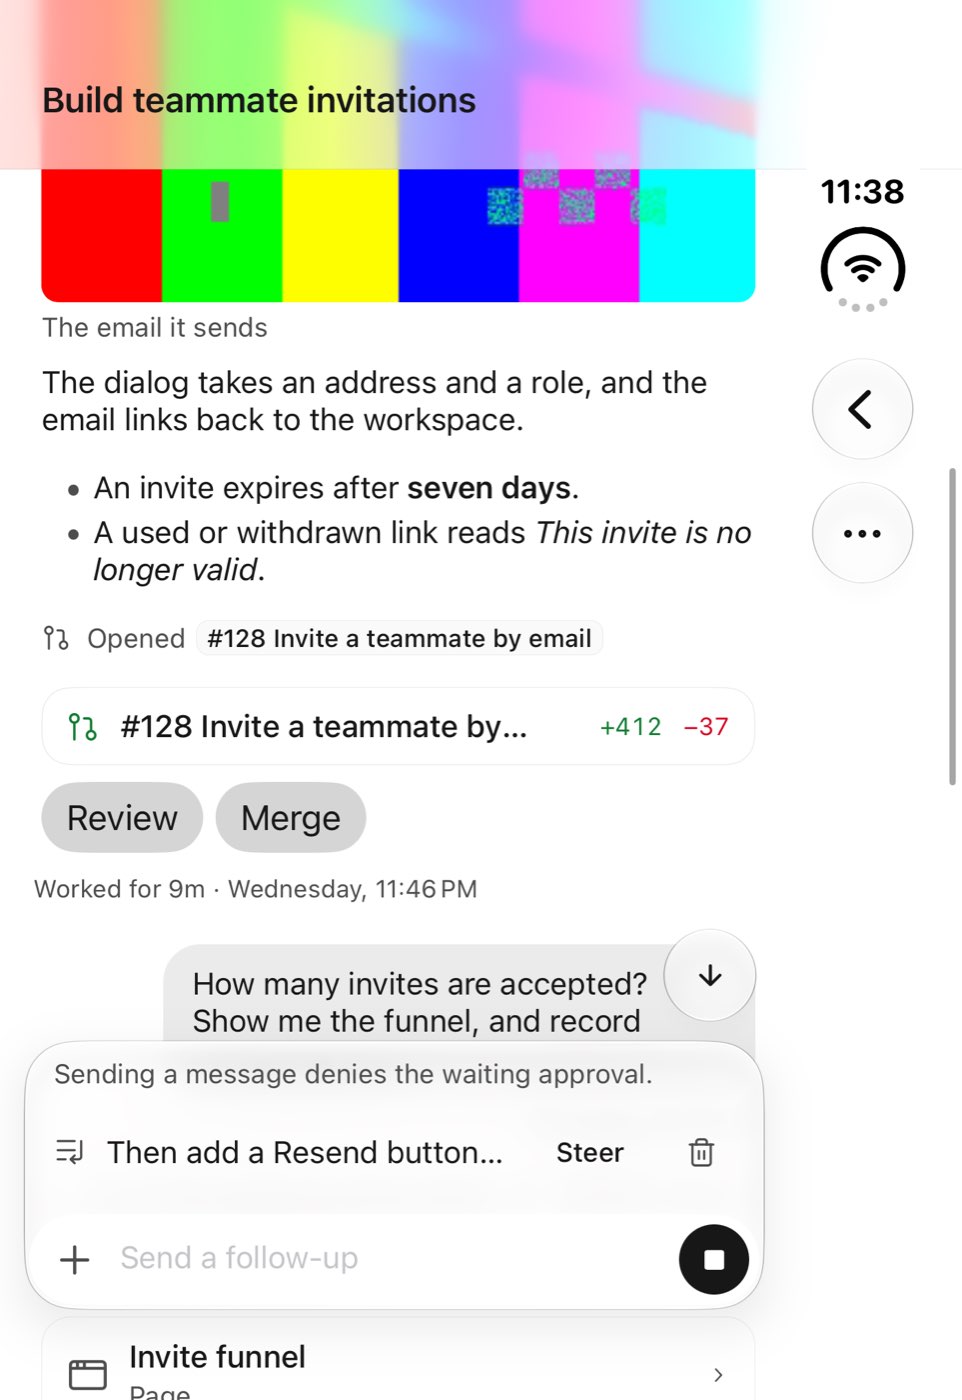 Build teammate invitations
11:38
The email it sends
The dialog takes an address and a role, and the
email links back to the workspace.
• An invite expires after seven days.
• A used or withdrawn link reads This invite is no
longer valid.
Opened #128 Invite a teammate by email
#128 Invite a teammate by... +412 −37
Review Merge
Worked for 9m · Wednesday, 11:46 PM
How many invites are accepted?
Show me the funnel, and record
Sending a message denies the waiting approval.
Then add a Resend button... Steer
Send a follow-up
Invite funnel
Page